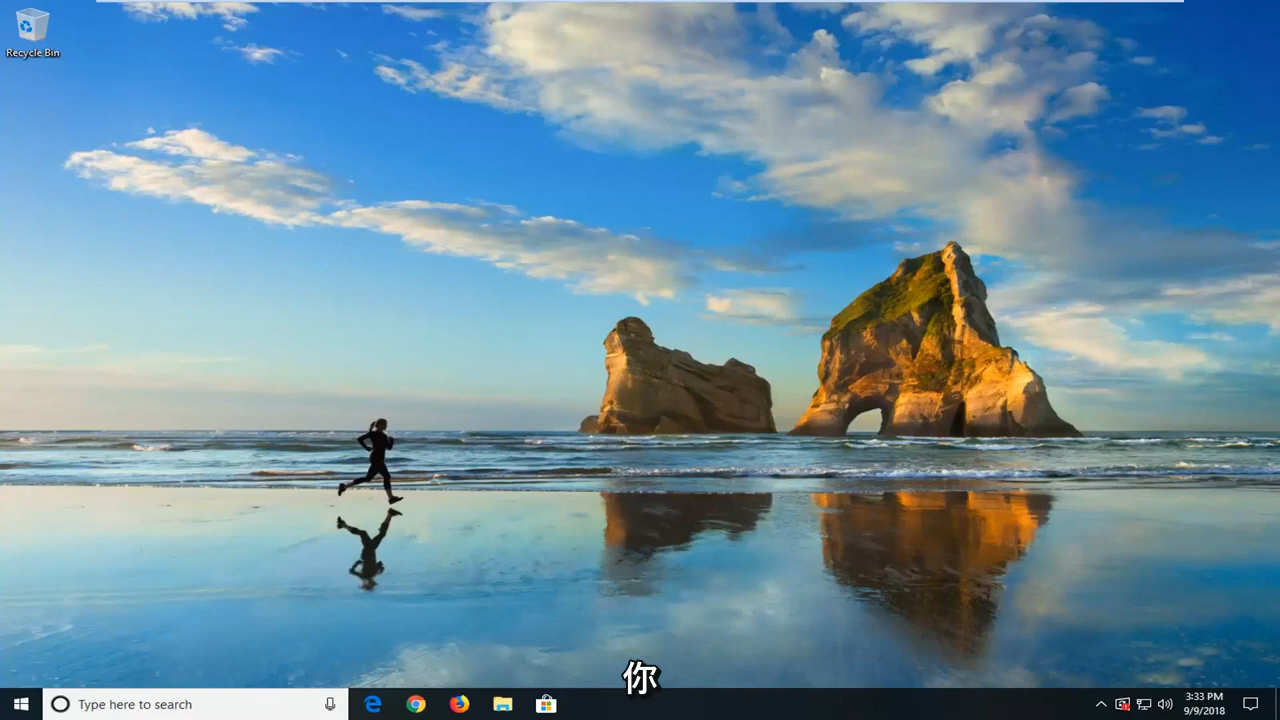 Recycle Bin
你
Type here to search
3:33 PM
9/9/2018